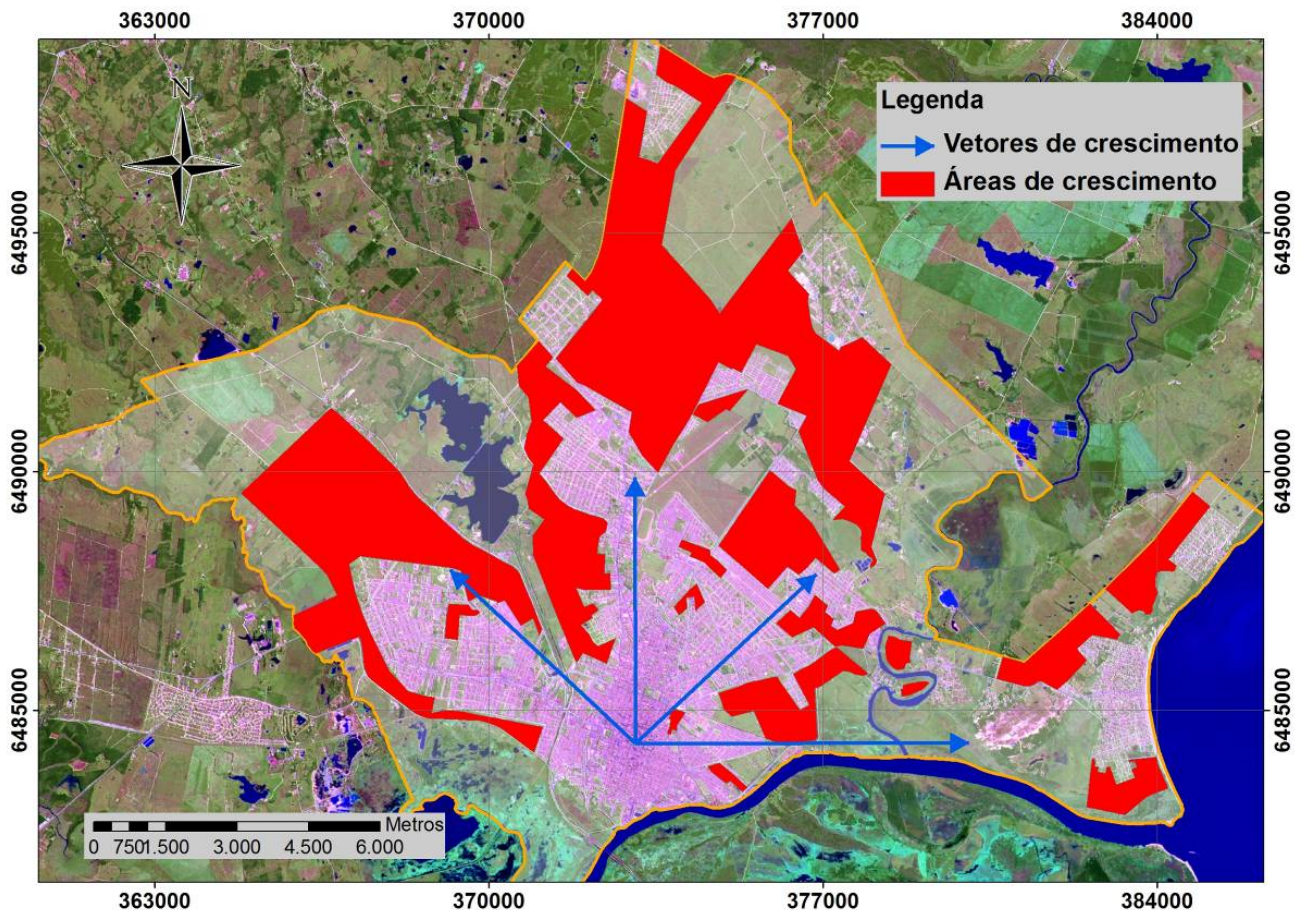 363000 370000 377000 384000
N
Legenda
Vetores de crescimento
Áreas de crescimento
6495000 6495000
6490000 6490000
6485000 6485000
Metros
0 750 1.500 3.000 4.500 6.000
363000 370000 377000 384000